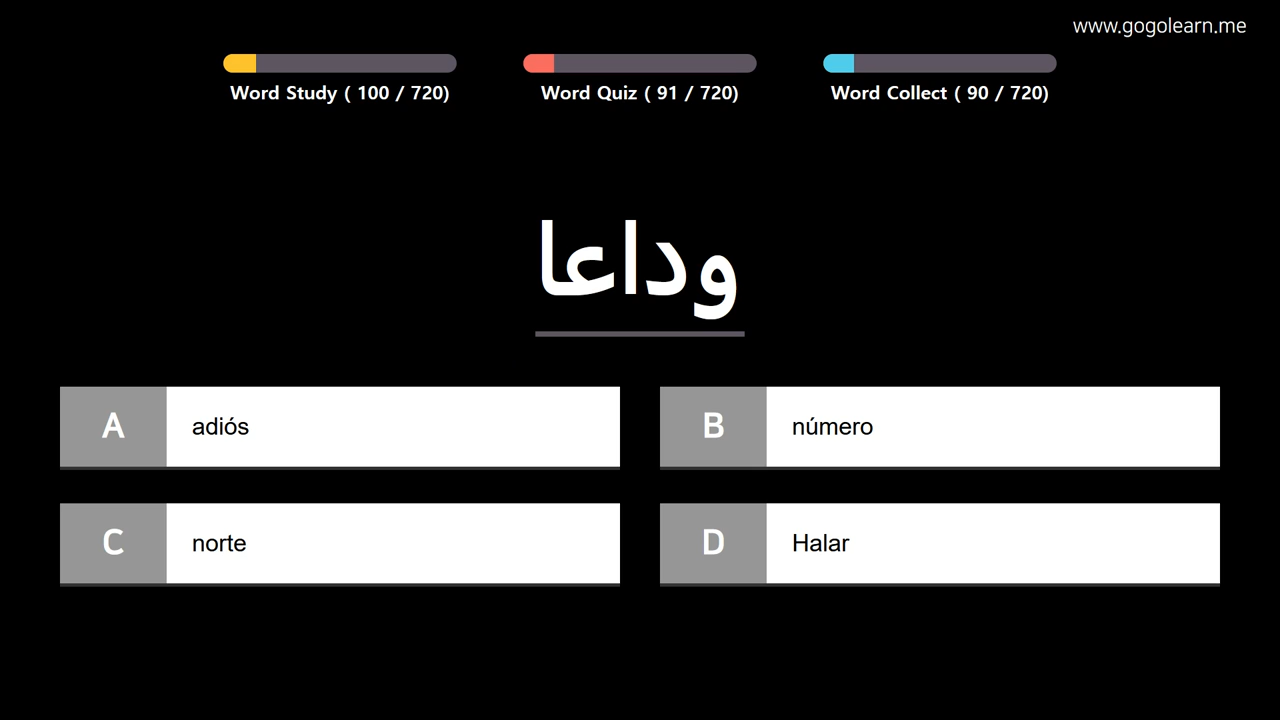 www.gogolearn.me
Word Study ( 100 / 720)
Word Quiz ( 91 / 720)
Word Collect ( 90 / 720)
وداعا
A adiós
B número
C norte
D Halar